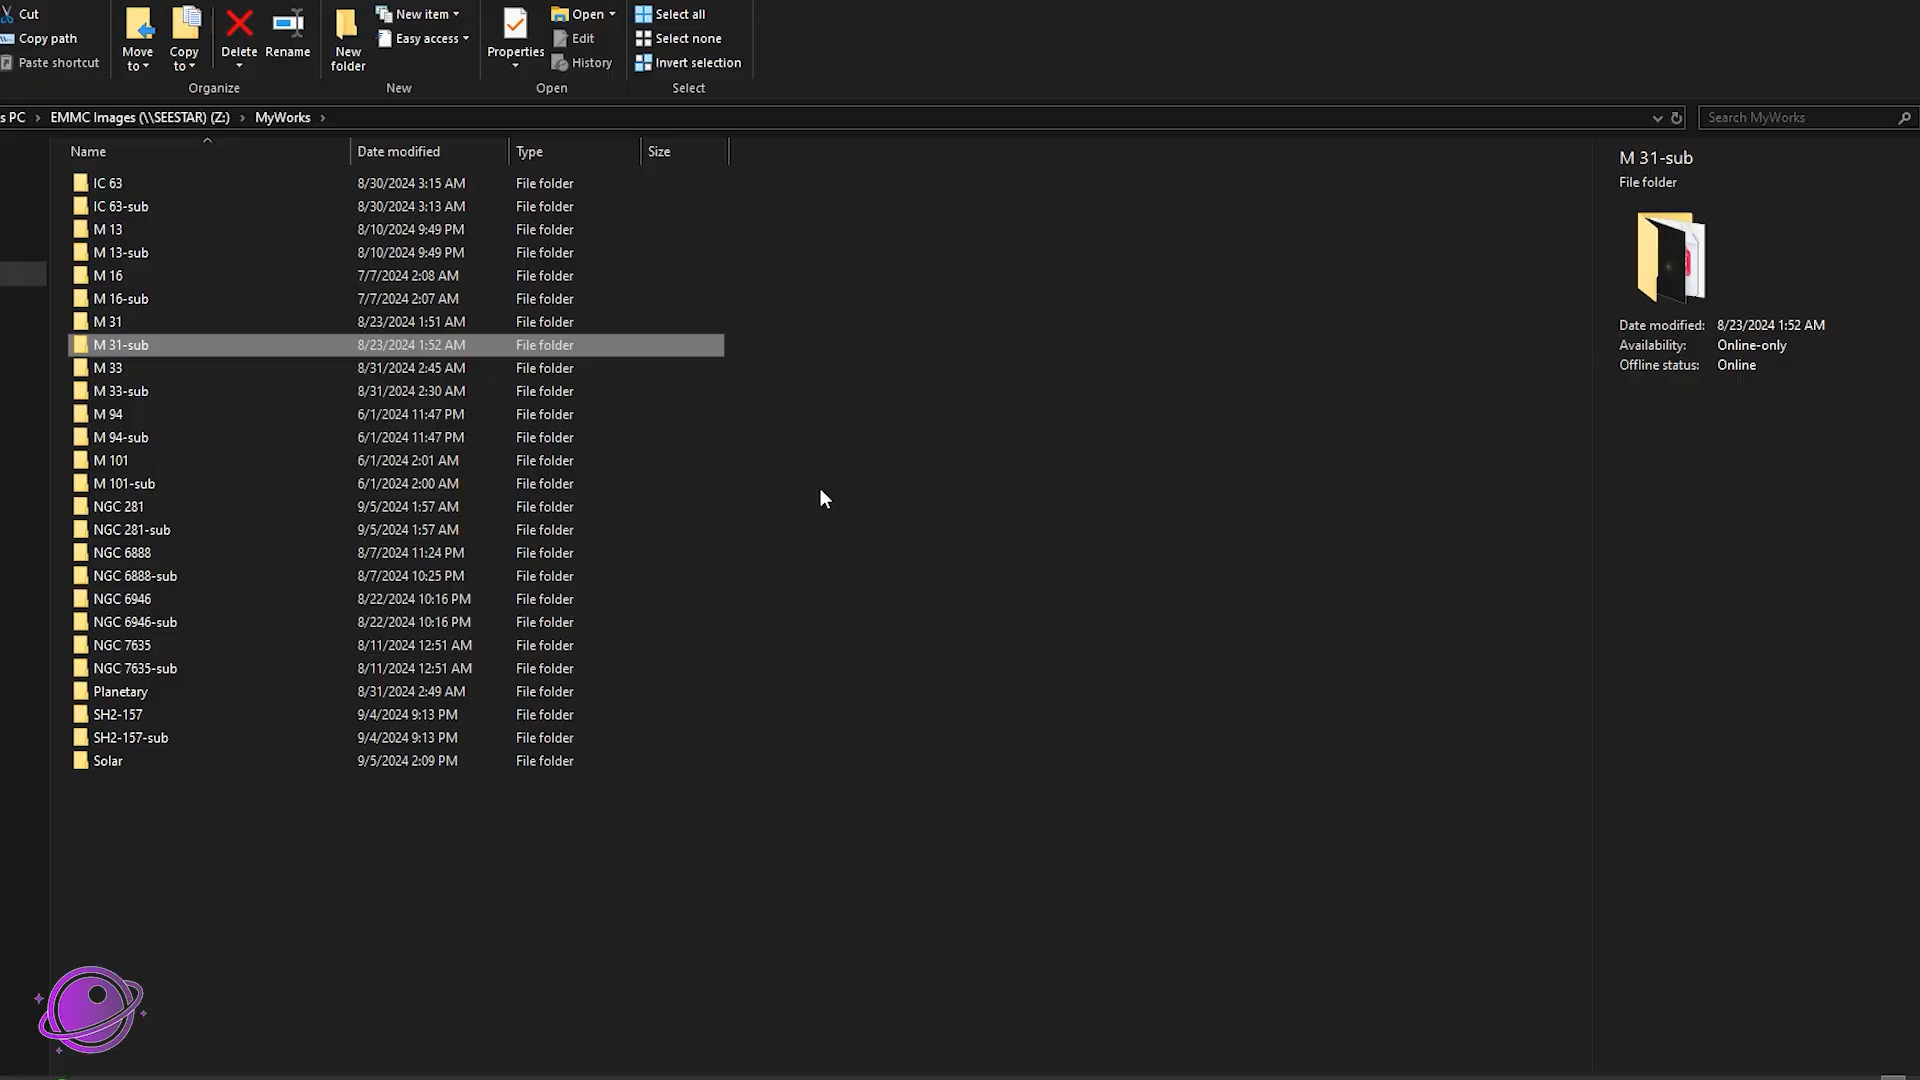 Cut
Copy path
Paste shortcut
Move to
Copy to
Delete
Rename
Organize
New folder
New item
Easy access
New
Properties
Open
Edit
History
Open
Select all
Select none
Invert selection
Select
s PC > EMMC Images (\\SEESTAR) (Z:) > MyWorks >
Search MyWorks
Name Date modified Type Size
IC 63 8/30/2024 3:15 AM File folder
IC 63-sub 8/30/2024 3:13 AM File folder
M 13 8/10/2024 9:49 PM File folder
M 13-sub 8/10/2024 9:49 PM File folder
M 16 7/7/2024 2:08 AM File folder
M 16-sub 7/7/2024 2:07 AM File folder
M 31 8/23/2024 1:51 AM File folder
M 31-sub 8/23/2024 1:52 AM File folder
M 33 8/31/2024 2:45 AM File folder
M 33-sub 8/31/2024 2:30 AM File folder
M 94 6/1/2024 11:47 PM File folder
M 94-sub 6/1/2024 11:47 PM File folder
M 101 6/1/2024 2:01 AM File folder
M 101-sub 6/1/2024 2:00 AM File folder
NGC 281 9/5/2024 1:57 AM File folder
NGC 281-sub 9/5/2024 1:57 AM File folder
NGC 6888 8/7/2024 11:24 PM File folder
NGC 6888-sub 8/7/2024 10:25 PM File folder
NGC 6946 8/22/2024 10:16 PM File folder
NGC 6946-sub 8/22/2024 10:16 PM File folder
NGC 7635 8/11/2024 12:51 AM File folder
NGC 7635-sub 8/11/2024 12:51 AM File folder
Planetary 8/31/2024 2:49 AM File folder
SH2-157 9/4/2024 9:13 PM File folder
SH2-157-sub 9/4/2024 9:13 PM File folder
Solar 9/5/2024 2:09 PM File folder
M 31-sub
File folder
Date modified: 8/23/2024 1:52 AM
Availability: Online-only
Offline status: Online